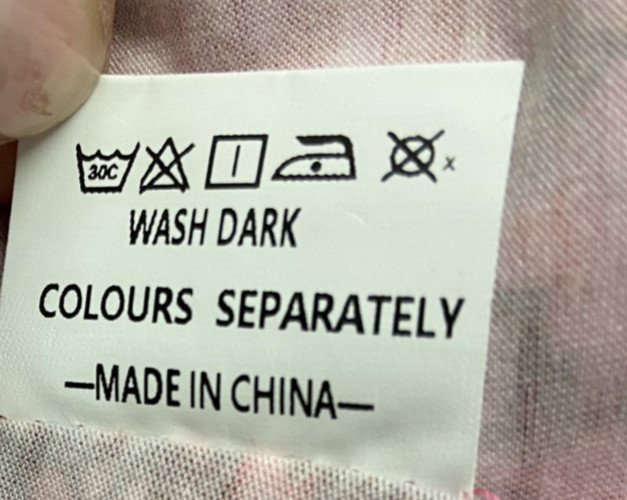 30C x
WASH DARK
COLOURS SEPARATELY
—MADE IN CHINA—